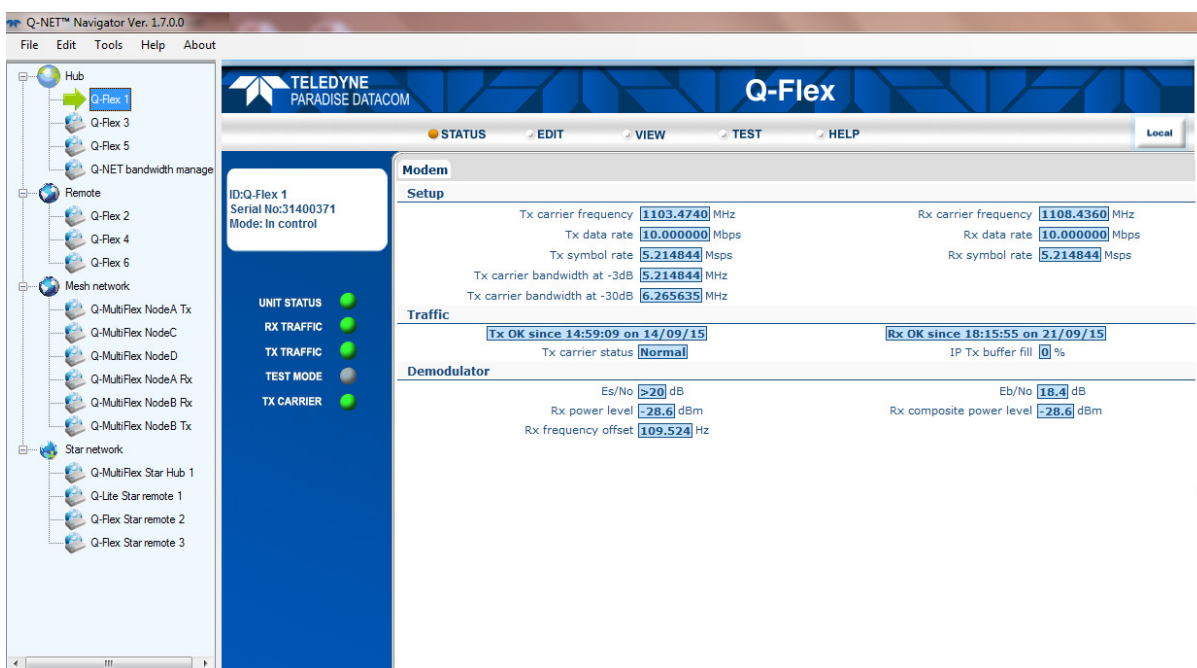 Q-NET™ Navigator Ver. 1.7.0.0
File Edit Tools Help About
Hub
Q-Flex 1
Q-Flex 3
Q-Flex 5
Q-NET bandwidth manage
Remote
Q-Flex 2
Q-Flex 4
Q-Flex 6
Mesh network
Q-MultiFlex NodeA Tx
Q-MultiFlex NodeC
Q-MultiFlex NodeD
Q-MultiFlex NodeA Rx
Q-MultiFlex NodeB Rx
Q-MultiFlex NodeB Tx
Star network
Q-MultiFlex Star Hub 1
Q-Lite Star remote 1
Q-Flex Star remote 2
Q-Flex Star remote 3
TELEDYNE
PARADISE DATACOM
Q-Flex
STATUS EDIT VIEW TEST HELP Local
ID:Q-Flex 1
Serial No:31400371
Mode: In control
UNIT STATUS
RX TRAFFIC
TX TRAFFIC
TEST MODE
TX CARRIER
Modem
Setup
Tx carrier frequency 1103.4740 MHz Rx carrier frequency 1108.4360 MHz
Tx data rate 10.000000 Mbps Rx data rate 10.000000 Mbps
Tx symbol rate 5.214844 Msps Rx symbol rate 5.214844 Msps
Tx carrier bandwidth at -3dB 5.214844 MHz
Tx carrier bandwidth at -30dB 6.265635 MHz
Traffic
Tx OK since 14:59:09 on 14/09/15 Rx OK since 18:15:55 on 21/09/15
Tx carrier status Normal IP Tx buffer fill 0 %
Demodulator
Es/No >20 dB Eb/No 18.4 dB
Rx power level -28.6 dBm Rx composite power level -28.6 dBm
Rx frequency offset 109.524 Hz